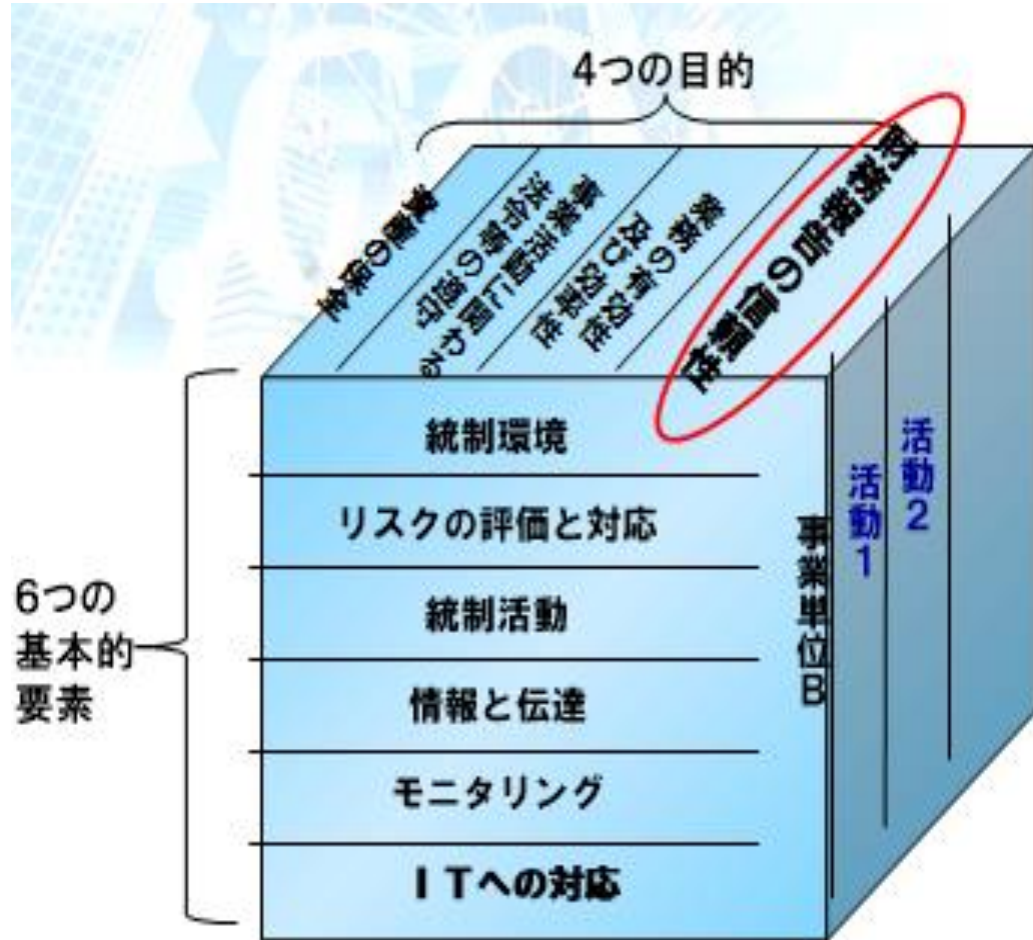 4つの目的
資産の保全
事業活動に関わる
法令等の遵守
業務の有効性
及び効率性
財務報告の信頼性
6つの
基本的
要素
統制環境
リスクの評価と対応
統制活動
情報と伝達
モニタリング
ITへの対応
事業単位B
活動1
活動2